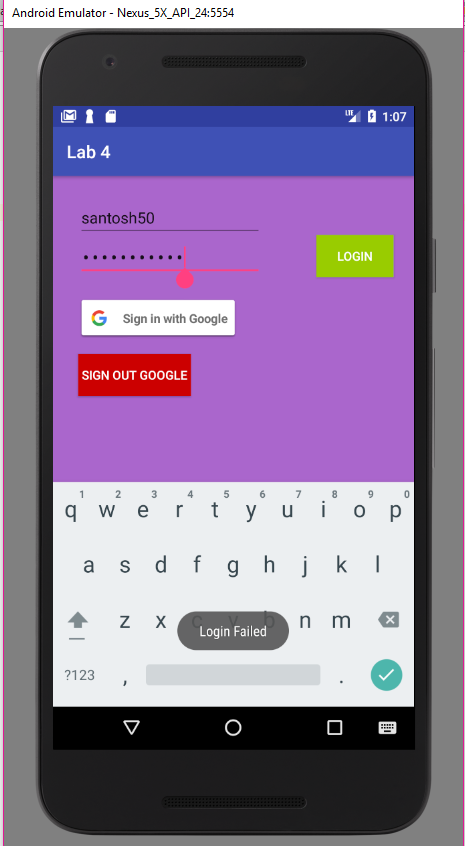 Android Emulator - Nexus_5X_API_24:5554
LTE 1:07
Lab 4
santosh50
•••••••••••
LOGIN
Sign in with Google
SIGN OUT GOOGLE
1 2 3 4 5 6 7 8 9 0
q w e r t y u i o p
a s d f g h j k l
z x c v b n m
Login Failed
?123 , .